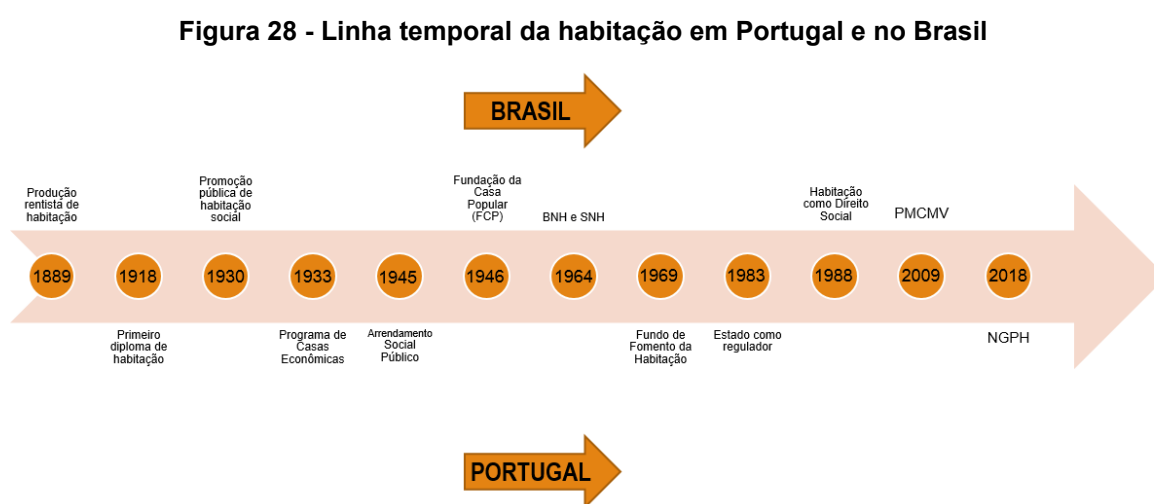 Figura 28 - Linha temporal da habitação em Portugal e no Brasil
BRASIL
Produção
rentista de
habitação
Promoção
pública de
habitação
social
Fundação da
Casa
Popular
(FCP)
BNH e SNH
Habitação
como Direito
Social
PMCMV
1889
1918
1930
1933
1945
1946
1964
1969
1983
1988
2009
2018
Primeiro
diploma de
habitação
Programa de
Casas
Econômicas
Arrendamento
Social
Público
Fundo de
Fomento da
Habitação
Estado como
regulador
NGPH
PORTUGAL